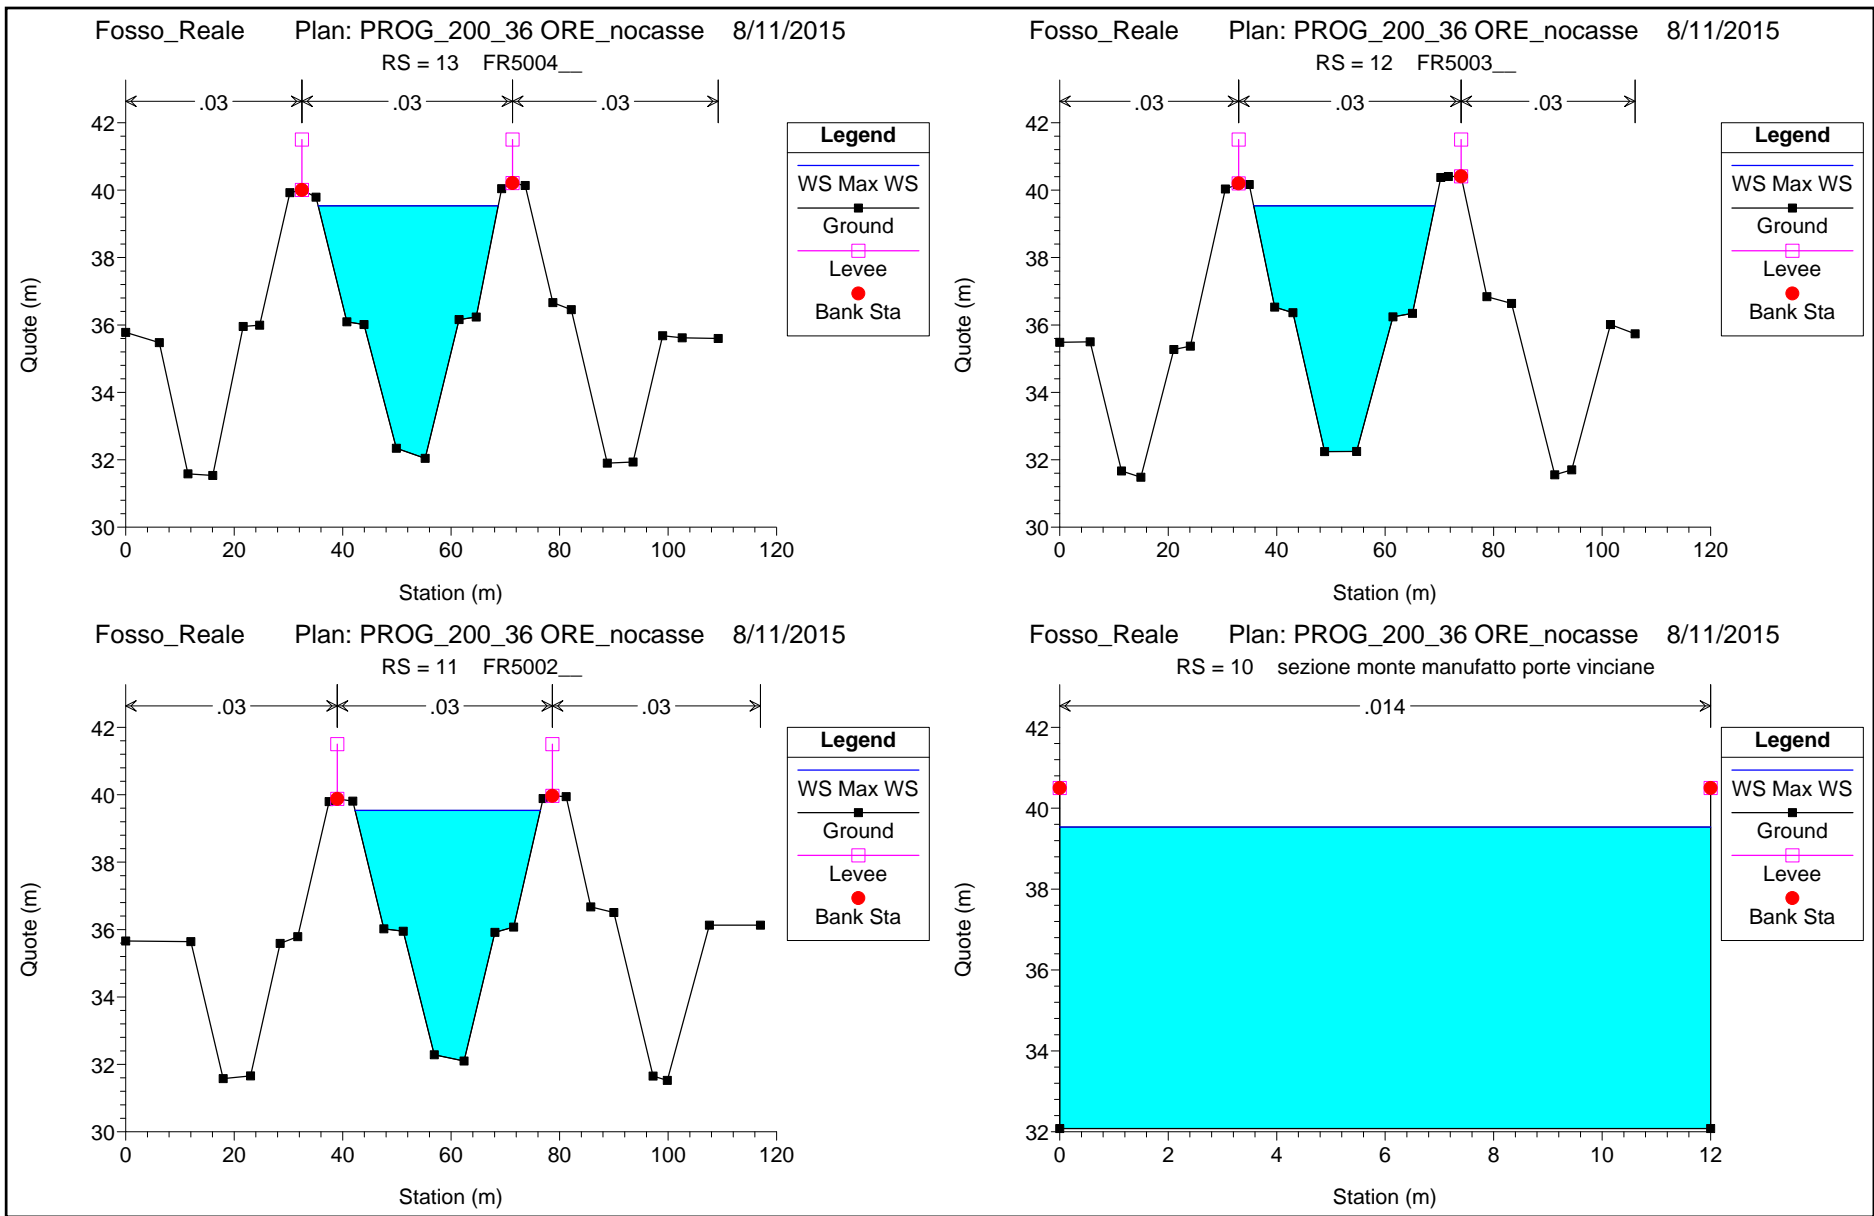 Fosso_Reale Plan: PROG_200_36 ORE_nocasse 8/11/2015
RS = 13 FR5004__
.03 .03 .03
42
40
38
36
34
32
30
0 20 40 60 80 100 120
Quote (m)
Station (m)
Legend
WS Max WS
Ground
Levee
Bank Sta
Fosso_Reale Plan: PROG_200_36 ORE_nocasse 8/11/2015
RS = 12 FR5003__
.03 .03 .03
42
40
38
36
34
32
30
0 20 40 60 80 100 120
Quote (m)
Station (m)
Legend
WS Max WS
Ground
Levee
Bank Sta
Fosso_Reale Plan: PROG_200_36 ORE_nocasse 8/11/2015
RS = 11 FR5002__
.03 .03 .03
42
40
38
36
34
32
30
0 20 40 60 80 100 120
Quote (m)
Station (m)
Legend
WS Max WS
Ground
Levee
Bank Sta
Fosso_Reale Plan: PROG_200_36 ORE_nocasse 8/11/2015
RS = 10 sezione monte manufatto porte vinciane
.014
42
40
38
36
34
32
0 2 4 6 8 10 12
Quote (m)
Station (m)
Legend
WS Max WS
Ground
Levee
Bank Sta